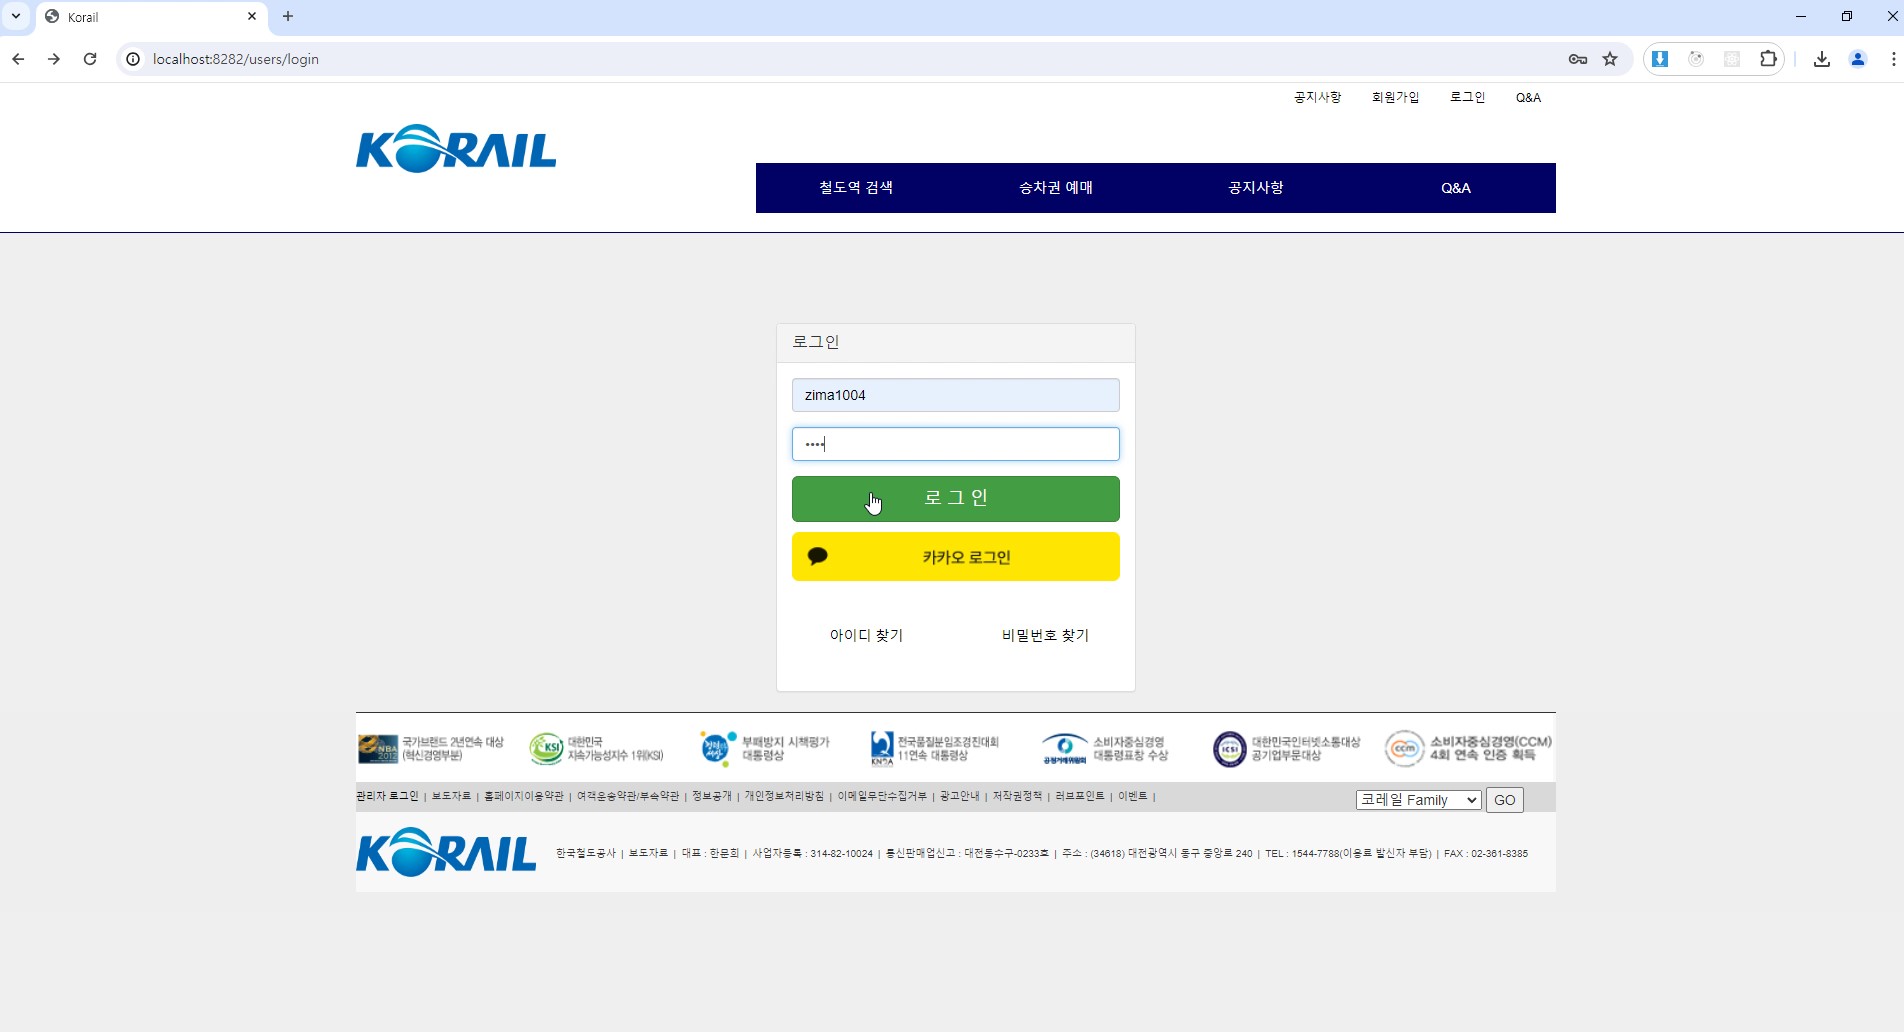 Korail
localhost:8282/users/login
공지사항 회원가입 로그인 Q&A
KORAIL
철도역 검색 승차권 예매 공지사항 Q&A
로그인
zima1004
••••
로 그 인
카카오 로그인
아이디 찾기 비밀번호 찾기
국가브랜드 2년연속 대상
(혁신경영부문)
KSI
대한민국
지속가능성지수 1위(KSI)
부패방지 시책평가
대통령상
전국품질분임조경진대회
11연속 대통령상
공정거래위원회
소비자중심경영
대통령표창 수상
ICSI
대한민국인터넷소통대상
공기업부문대상
ccm
소비자중심경영(CCM)
4회 연속 인증 획득
관리자 로그인 | 보도자료 | 홈페이지이용약관 | 여객운송약관/부속약관 | 정보공개 | 개인정보처리방침 | 이메일무단수집거부 | 광고안내 | 저작권정책 | 러브포인트 | 이벤트 |
코레일 Family GO
KORAIL
한국철도공사 | 보도자료 | 대표 : 한문희 | 사업자등록 : 314-82-10024 | 통신판매업신고 : 대전동수구-0233호 | 주소 : (34618) 대전광역시 동구 중앙로 240 | TEL : 1544-7788(이용료 발신자 부담) | FAX : 02-361-8385